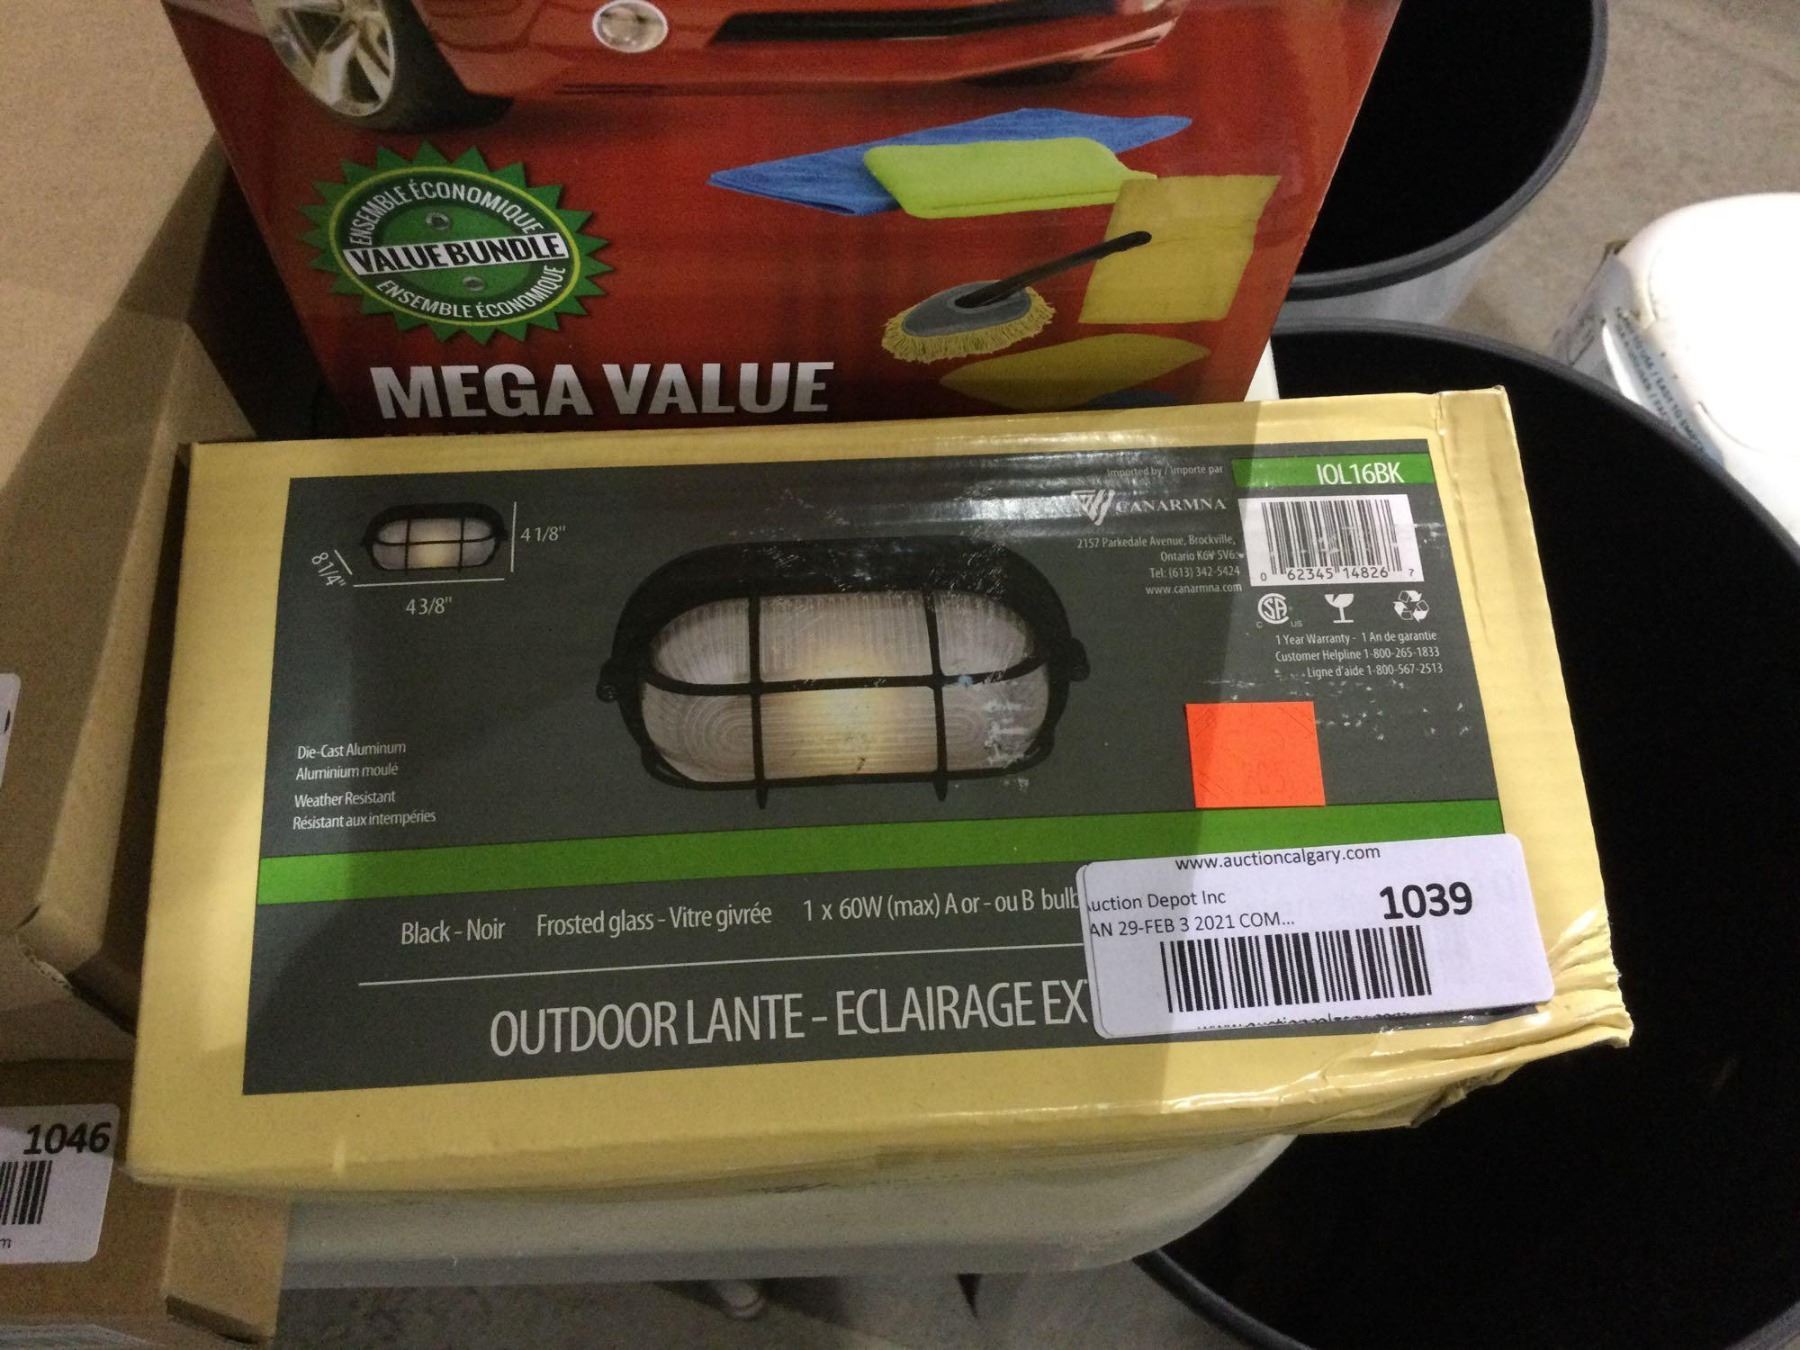 ENSEMBLE ÉCONOMIQUE
VALUE BUNDLE
ENSEMBLE ÉCONOMIQUE
MEGA VALUE
4 1/8"
8 1/4"
4 3/8"
Imported by / Importe par
CANARMNA
2157 Parkedale Avenue, Brockville,
Ontario K6V 5V6
Tel: (613) 342-5424
www.canarmna.com
IOL16BK
0 62345 14826 7
SA
C US
1 Year Warranty - 1 An de garantie
Customer Helpline 1-800-265-1833
Ligne d'aide 1-800-567-2513
Die-Cast Aluminum
Aluminium moulé
Weather Resistant
Résistant aux intempéries
Black - Noir Frosted glass - Vitre givrée 1 x 60W (max) A or - ou B bulb
OUTDOOR LANTE - ECLAIRAGE EX
www.auctioncalgary.com
Auction Depot Inc
AN 29-FEB 3 2021 COM...
1039
1046